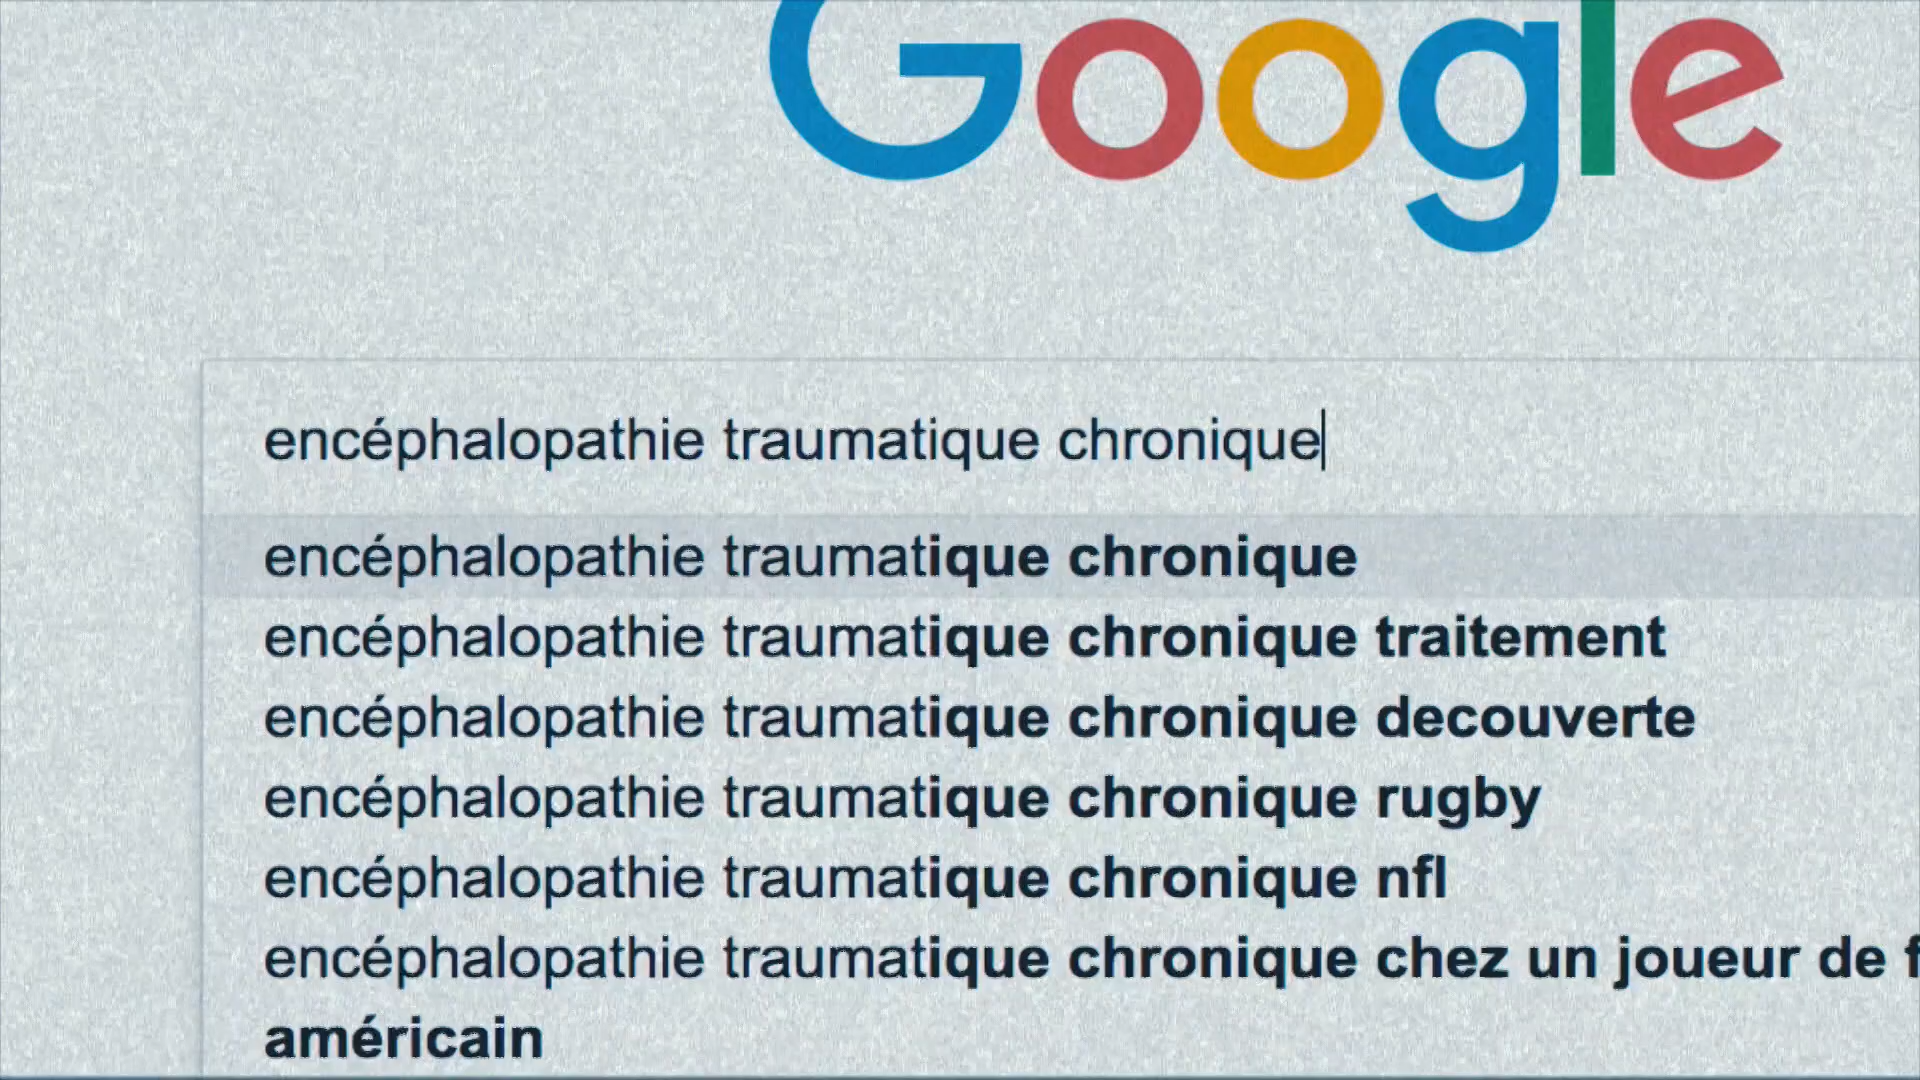 Google
encéphalopathie traumatique chronique
encéphalopathie traumatique chronique
encéphalopathie traumatique chronique traitement
encéphalopathie traumatique chronique decouverte
encéphalopathie traumatique chronique rugby
encéphalopathie traumatique chronique nfl
encéphalopathie traumatique chronique chez un joueur de
américain